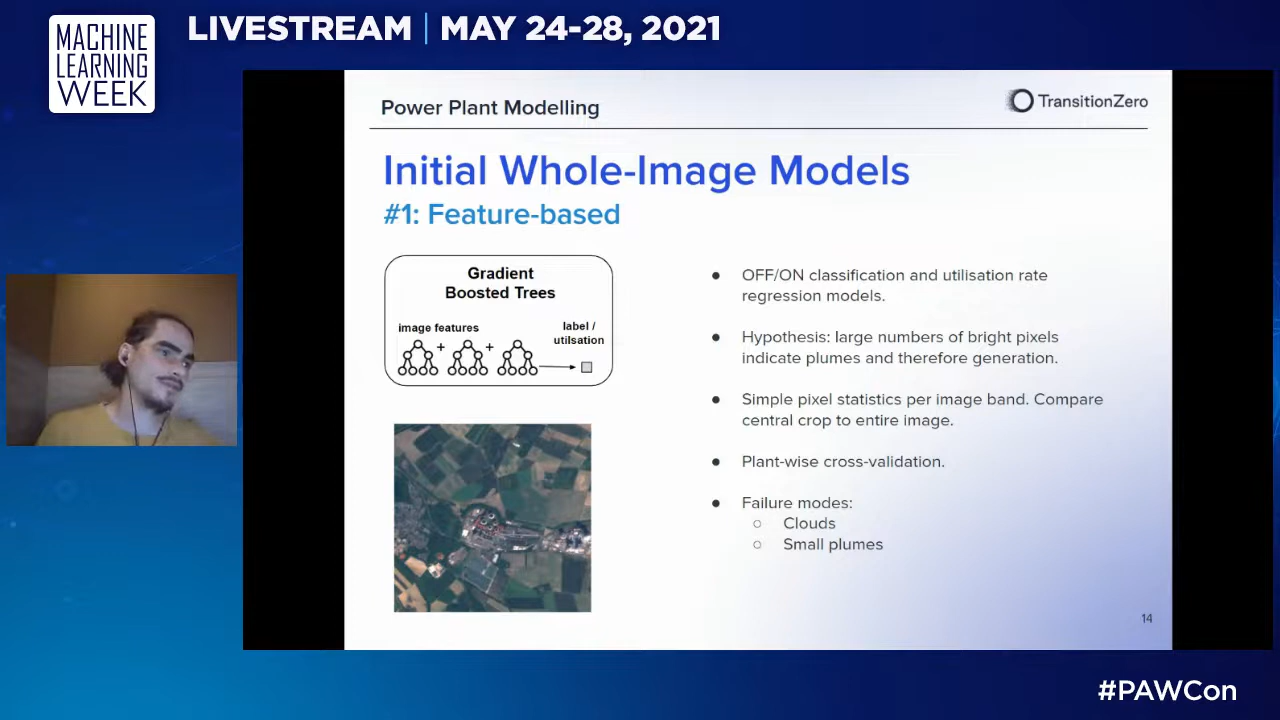 MACHINE
LEARNING
WEEK
LIVESTREAM | MAY 24-28, 2021
Power Plant Modelling
TransitionZero
Initial Whole-Image Models
#1: Feature-based
Gradient
Boosted Trees
image features
label /
utilsation
+ +
● OFF/ON classification and utilisation rate
regression models.
● Hypothesis: large numbers of bright pixels
indicate plumes and therefore generation.
● Simple pixel statistics per image band. Compare
central crop to entire image.
● Plant-wise cross-validation.
● Failure modes:
○ Clouds
○ Small plumes
14
#PAWCon